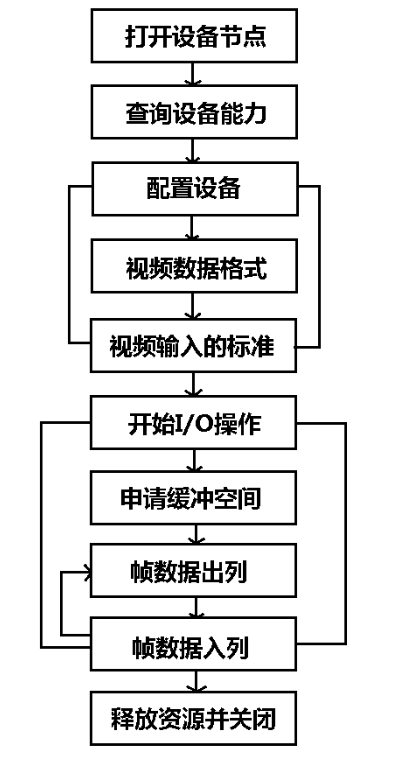 打开设备节点
查询设备能力
配置设备
视频数据格式
视频输入的标准
开始I/O操作
申请缓冲空间
帧数据出列
帧数据入列
释放资源并关闭